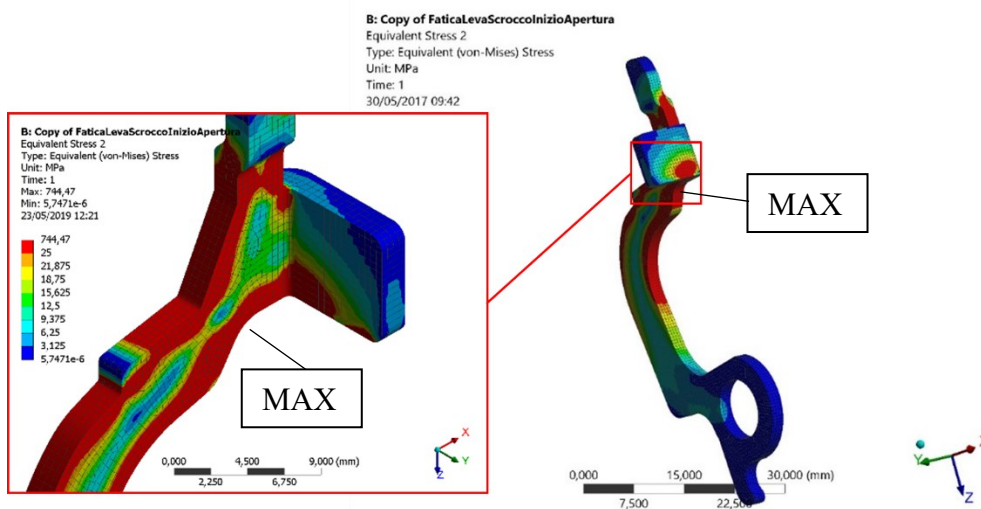 B: Copy of FaticaLevaScroccoInizioApertura
Equivalent Stress 2
Type: Equivalent (von-Mises) Stress
Unit: MPa
Time: 1
30/05/2017 09:42
MAX
0,000 15,000 30,000 (mm)
7,500 22,500
X
Y
Z
B: Copy of FaticaLevaScroccoInizioApertura
Equivalent Stress 2
Type: Equivalent (von-Mises) Stress
Unit: MPa
Time: 1
Max: 744,47
Min: 5,7471e-6
23/05/2019 12:21
744,47
25
21,875
18,75
15,625
12,5
9,375
6,25
3,125
5,7471e-6
MAX
0,000 4,500 9,000 (mm)
2,250 6,750
X
Y
Z